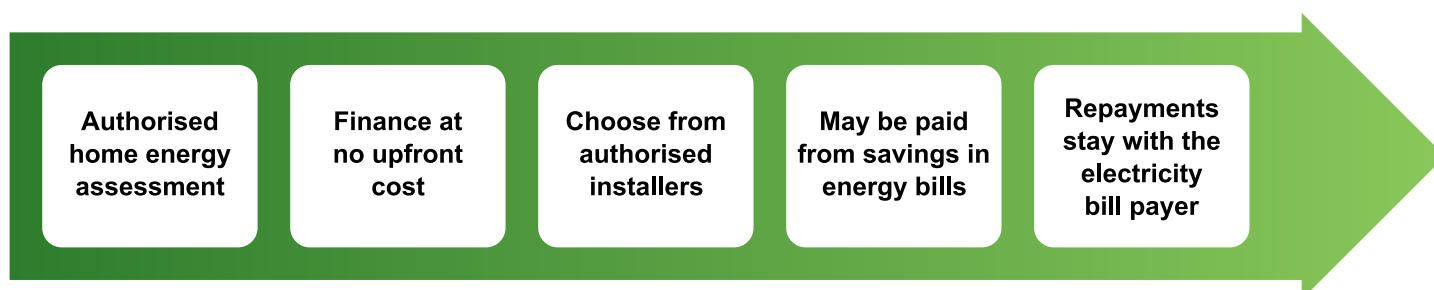 Authorised
home energy
assessment
Finance at
no upfront
cost
Choose from
authorised
installers
May be paid
from savings in
energy bills
Repayments
stay with the
electricity
bill payer